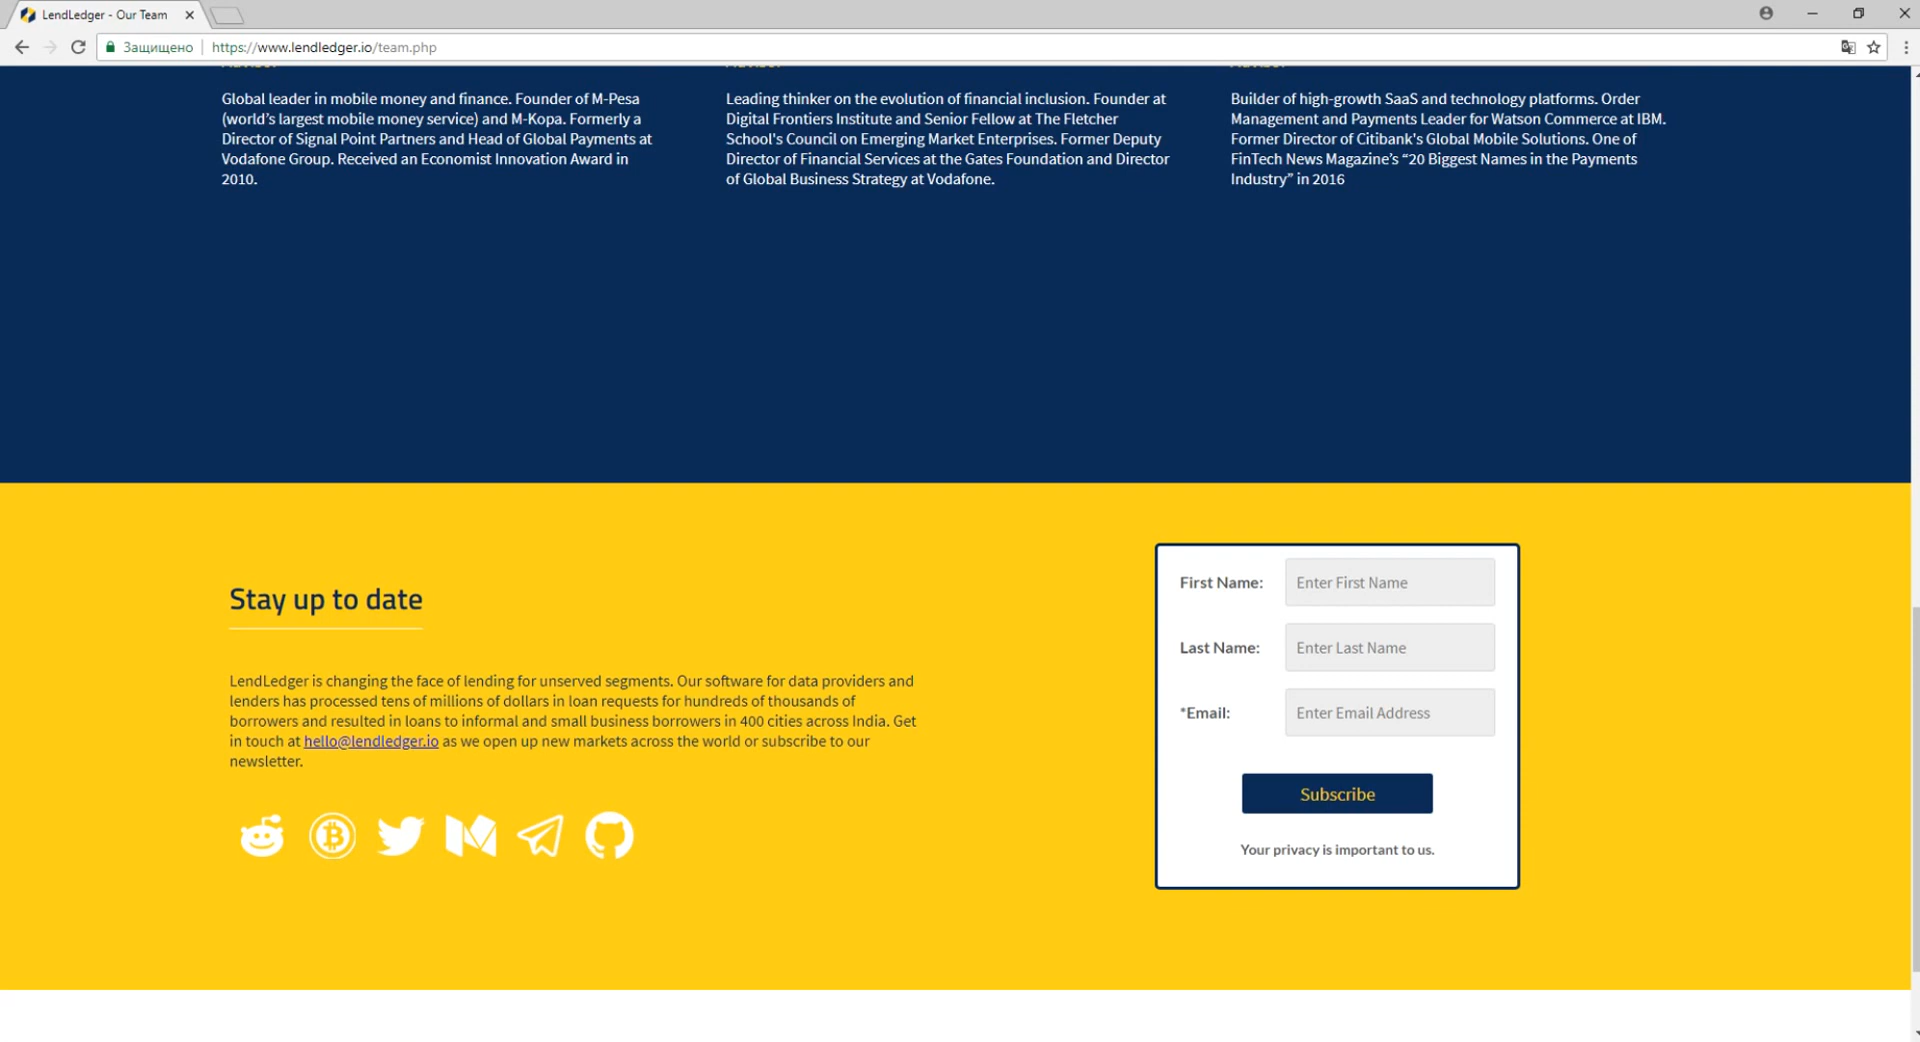 LendLedger - Our Team
Защищено
https://www.lendledger.io/team.php
Global leader in mobile money and finance. Founder of M-Pesa
(world’s largest mobile money service) and M-Kopa. Formerly a
Director of Signal Point Partners and Head of Global Payments at
Vodafone Group. Received an Economist Innovation Award in
2010.
Leading thinker on the evolution of financial inclusion. Founder at
Digital Frontiers Institute and Senior Fellow at The Fletcher
School's Council on Emerging Market Enterprises. Former Deputy
Director of Financial Services at the Gates Foundation and Director
of Global Business Strategy at Vodafone.
Builder of high-growth SaaS and technology platforms. Order
Management and Payments Leader for Watson Commerce at IBM.
Former Director of Citibank's Global Mobile Solutions. One of
FinTech News Magazine’s “20 Biggest Names in the Payments
Industry” in 2016
Stay up to date
LendLedger is changing the face of lending for unserved segments. Our software for data providers and
lenders has processed tens of millions of dollars in loan requests for hundreds of thousands of
borrowers and resulted in loans to informal and small business borrowers in 400 cities across India. Get
in touch at hello@lendledger.io as we open up new markets across the world or subscribe to our
newsletter.
First Name: Enter First Name
Last Name: Enter Last Name
*Email: Enter Email Address
Subscribe
Your privacy is important to us.